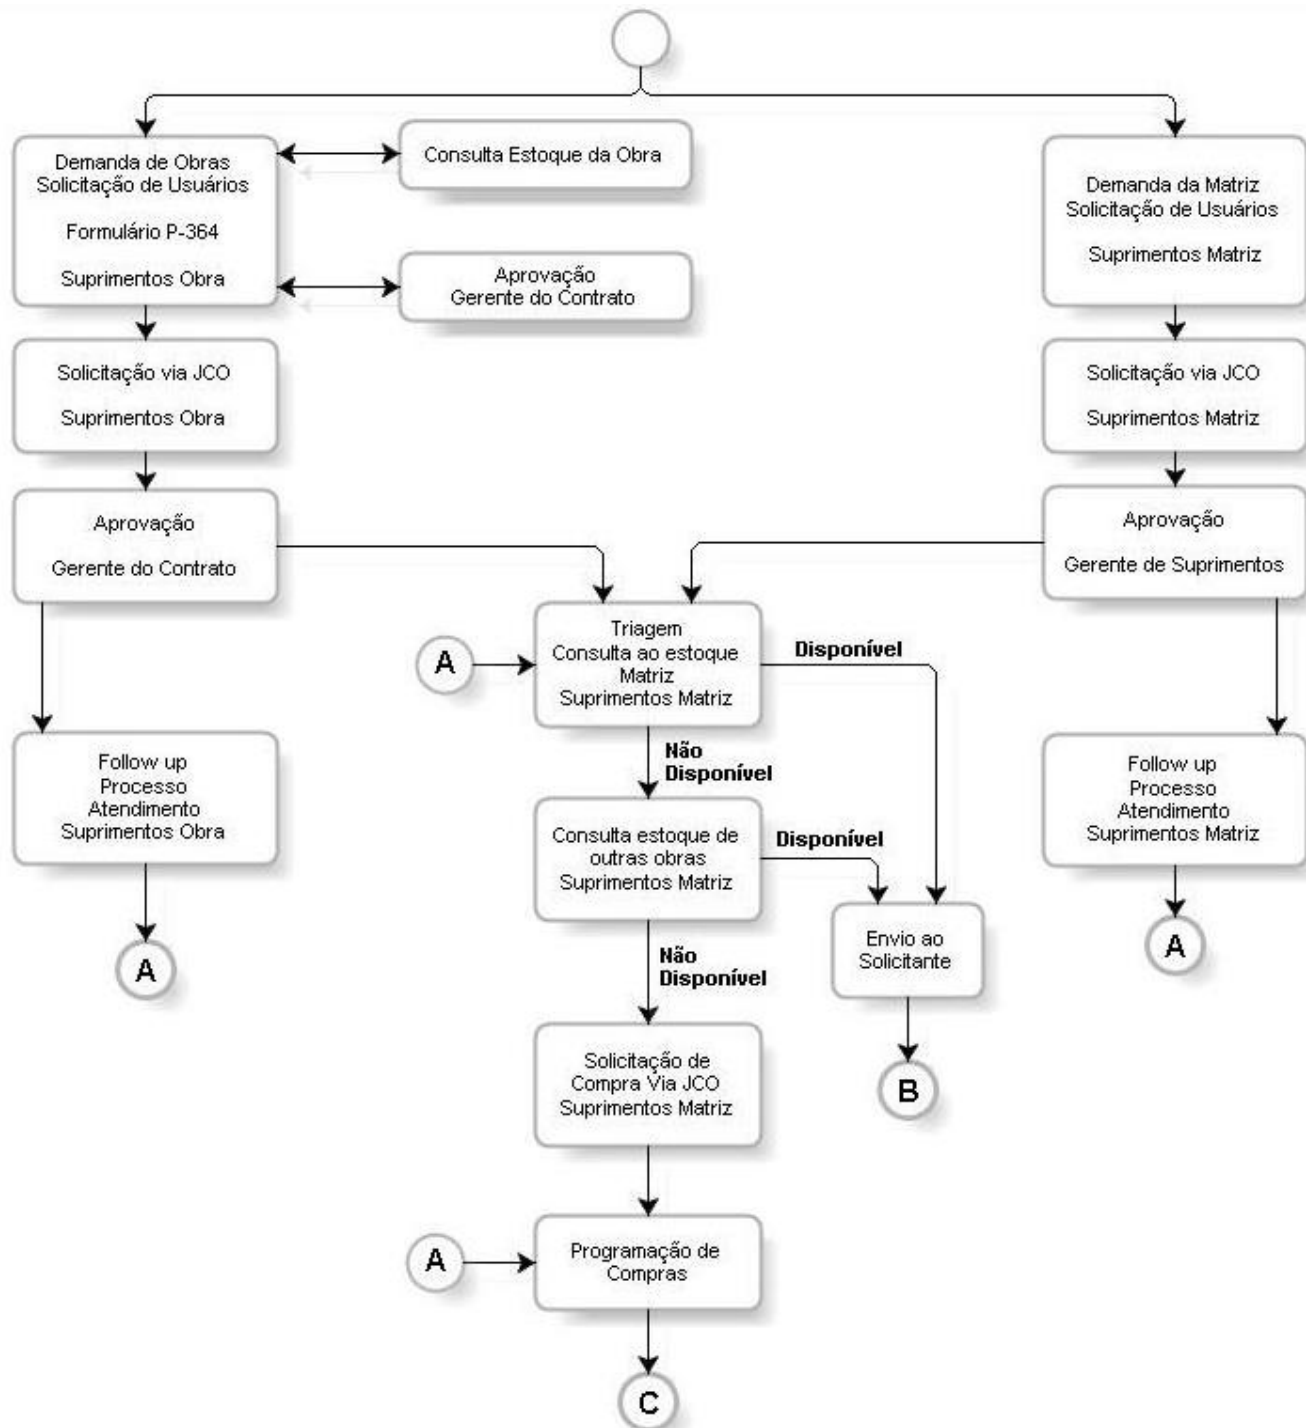 Demanda de Obras
Solicitação de Usuários
Formulário P-364
Suprimentos Obra
Consulta Estoque da Obra
Aprovação
Gerente do Contrato
Demanda da Matriz
Solicitação de Usuários
Suprimentos Matriz
Solicitação via JCO
Suprimentos Obra
Solicitação via JCO
Suprimentos Matriz
Aprovação
Gerente do Contrato
Aprovação
Gerente de Suprimentos
A
Triagem
Consulta ao estoque
Matriz
Suprimentos Matriz
Disponível
Não
Disponível
Follow up
Processo
Atendimento
Suprimentos Obra
A
Consulta estoque de
outras obras
Suprimentos Matriz
Disponível
Não
Disponível
Envio ao
Solicitante
B
Follow up
Processo
Atendimento
Suprimentos Matriz
A
Solicitação de
Compra Via JCO
Suprimentos Matriz
A
Programação de
Compras
C